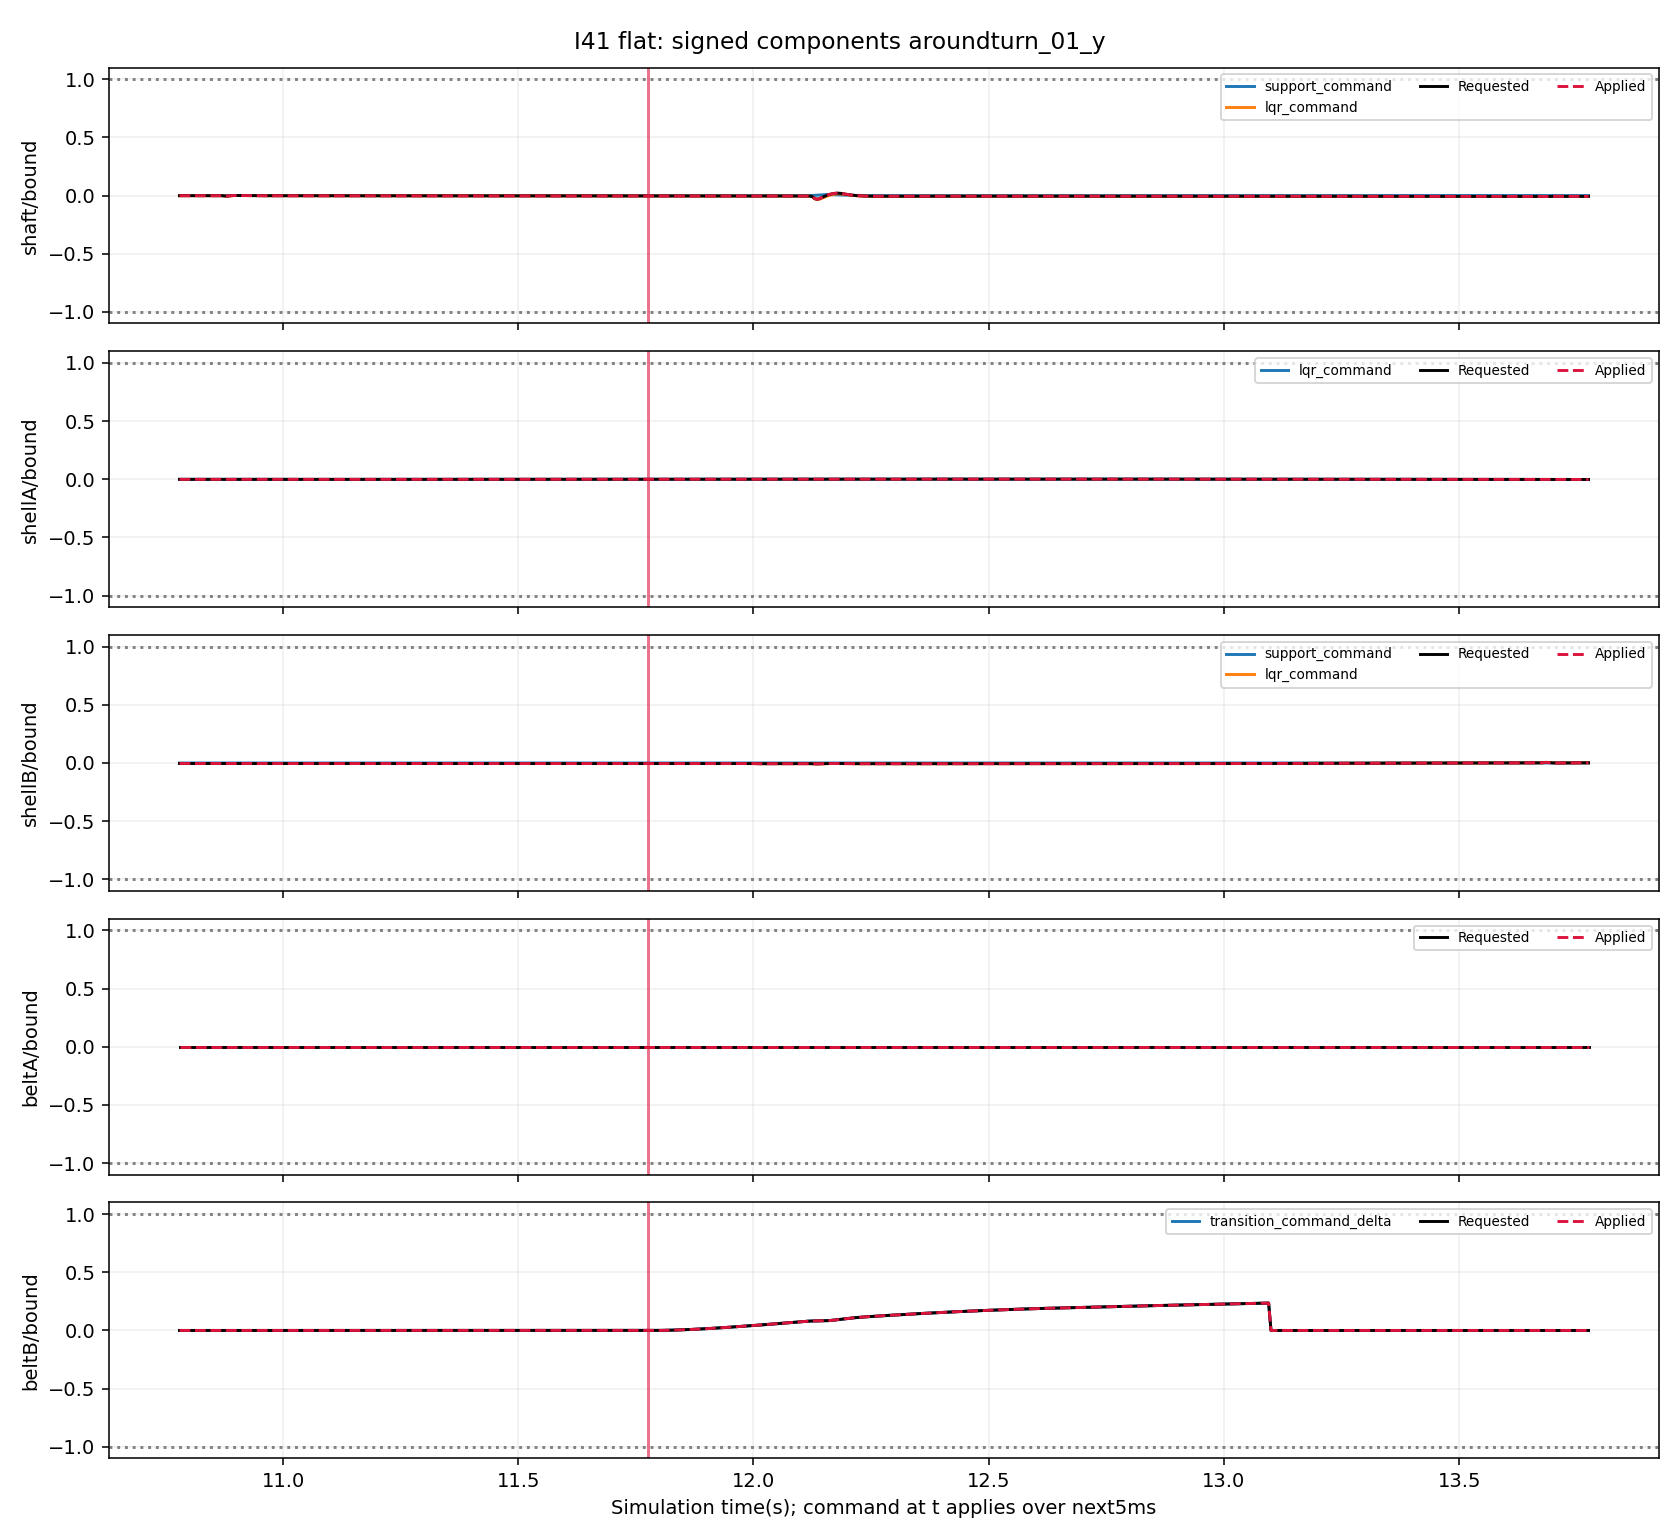 I41 flat: signed components aroundturn_01_y
shaft/bound
1.0
0.5
0.0
−0.5
−1.0
support_command Requested Applied
lqr_command
shellA/bound
1.0
0.5
0.0
−0.5
−1.0
lqr_command Requested Applied
shellB/bound
1.0
0.5
0.0
−0.5
−1.0
support_command Requested Applied
lqr_command
beltA/bound
1.0
0.5
0.0
−0.5
−1.0
Requested Applied
beltB/bound
1.0
0.5
0.0
−0.5
−1.0
transition_command_delta Requested Applied
11.0 11.5 12.0 12.5 13.0 13.5
Simulation time(s); command at t applies over next5ms